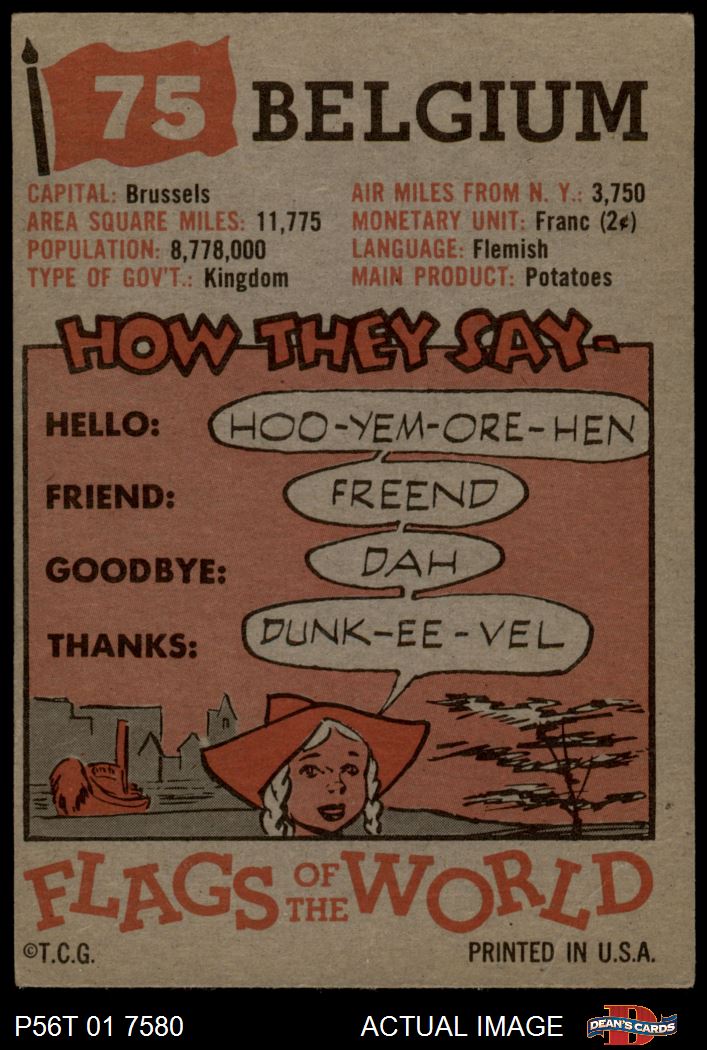 75 BELGIUM
CAPITAL: Brussels
AREA SQUARE MILES: 11,775
POPULATION: 8,778,000
TYPE OF GOV'T.: Kingdom
AIR MILES FROM N. Y.: 3,750
MONETARY UNIT: Franc (2¢)
LANGUAGE: Flemish
MAIN PRODUCT: Potatoes
HOW THEY SAY-
HELLO: HOO-YEM-ORE-HEN
FRIEND: FREEND
GOODBYE: DAH
THANKS: DUNK-EE-VEL
FLAGS OF THE WORLD
©T.C.G. PRINTED IN U.S.A.
P56T 01 7580 ACTUAL IMAGE D DEAN'S CARDS